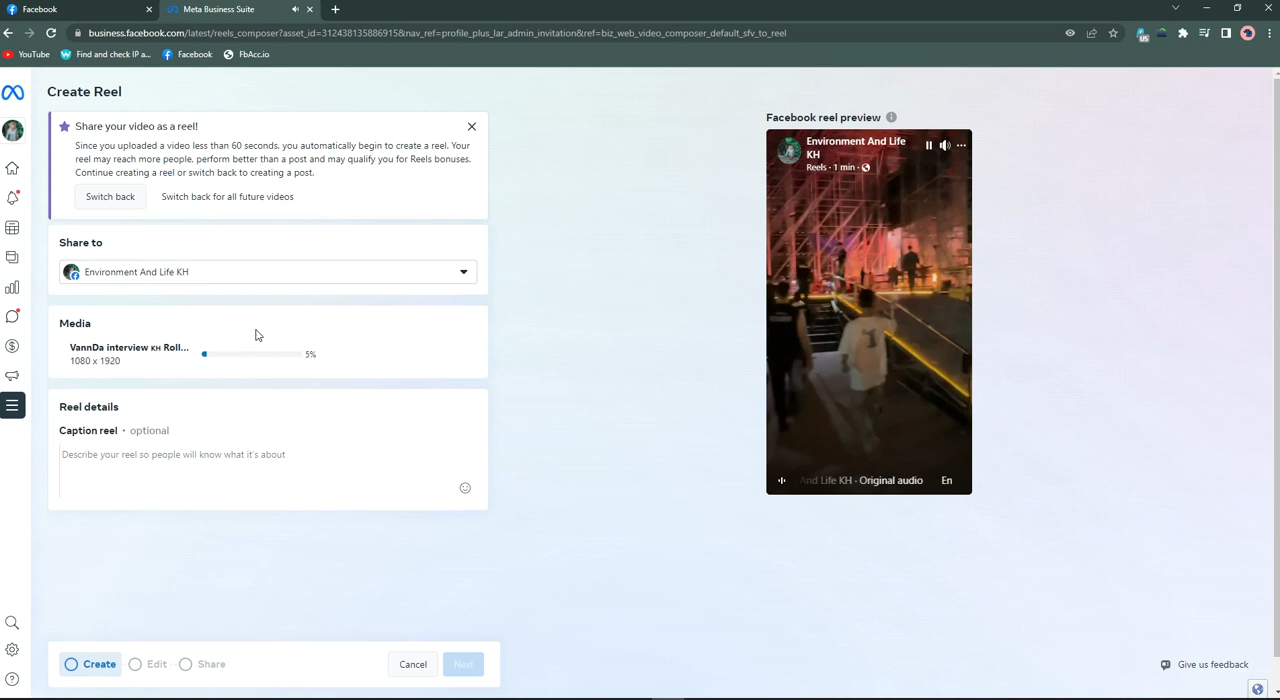 Facebook
Meta Business Suite
business.facebook.com/latest/reels_composer?asset_id=312438135886915&nav_ref=profile_plus_lar_admin_invitation&ref=biz_web_video_composer_default_sfv_to_reel
US
YouTube
Find and check IP a...
Facebook
FbAcc.io
Create Reel
Share your video as a reel!
Since you uploaded a video less than 60 seconds, you automatically begin to create a reel. Your
reel may reach more people, perform better than a post and may qualify you for Reels bonuses.
Continue creating a reel or switch back to creating a post.
Switch back
Switch back for all future videos
Share to
Environment And Life KH
Media
VannDa interview KH Roll...
1080 x 1920
5%
Reel details
Caption reel · optional
Describe your reel so people will know what it's about
Create
Edit
Share
Cancel
Next
Facebook reel preview
Environment And Life
KH
Reels · 1 min ·
And Life KH · Original audio
En
Give us feedback